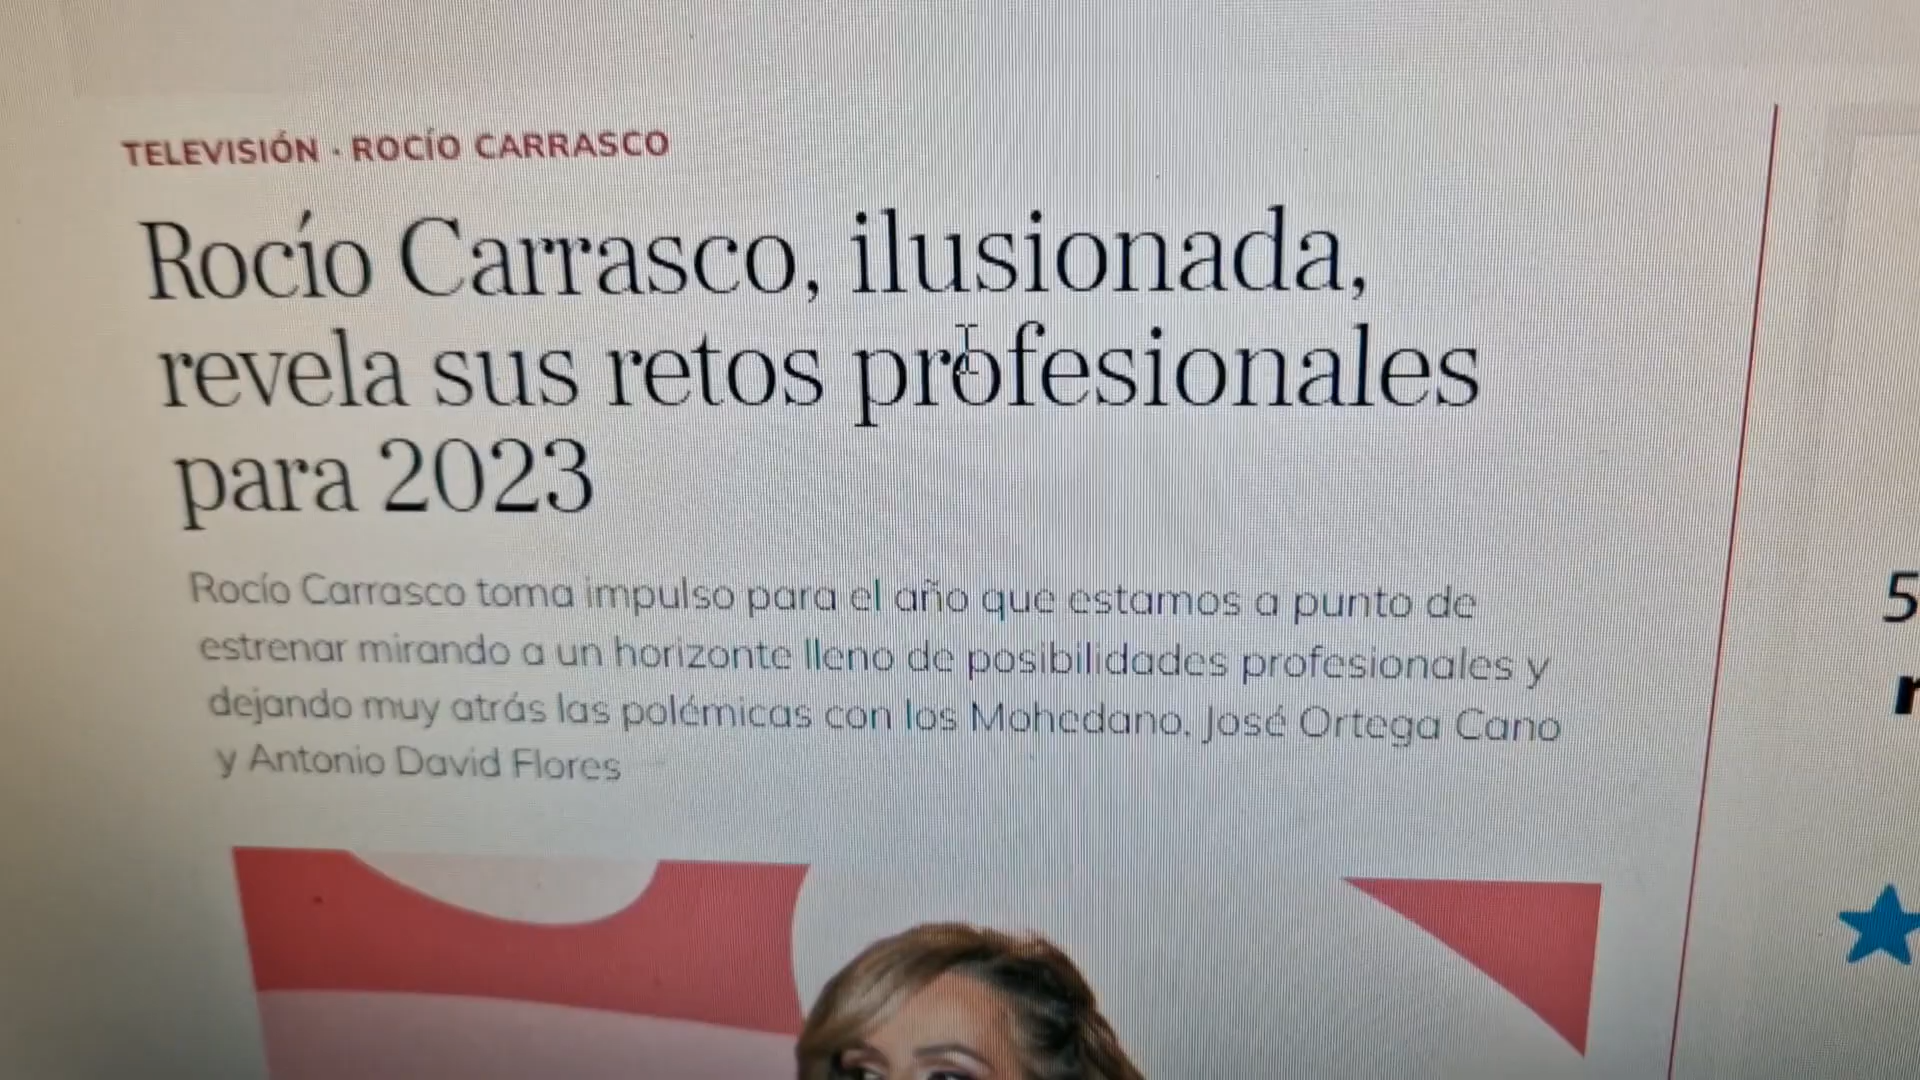 TELEVISIÓN · ROCÍO CARRASCO
Rocío Carrasco, ilusionada,
revela sus retos profesionales
para 2023
Rocío Carrasco toma impulso para el año que estamos a punto de
estrenar mirando a un horizonte lleno de posibilidades profesionales y
dejando muy atrás las polémicas con los Mohedano, José Ortega Cano
y Antonio David Flores
5